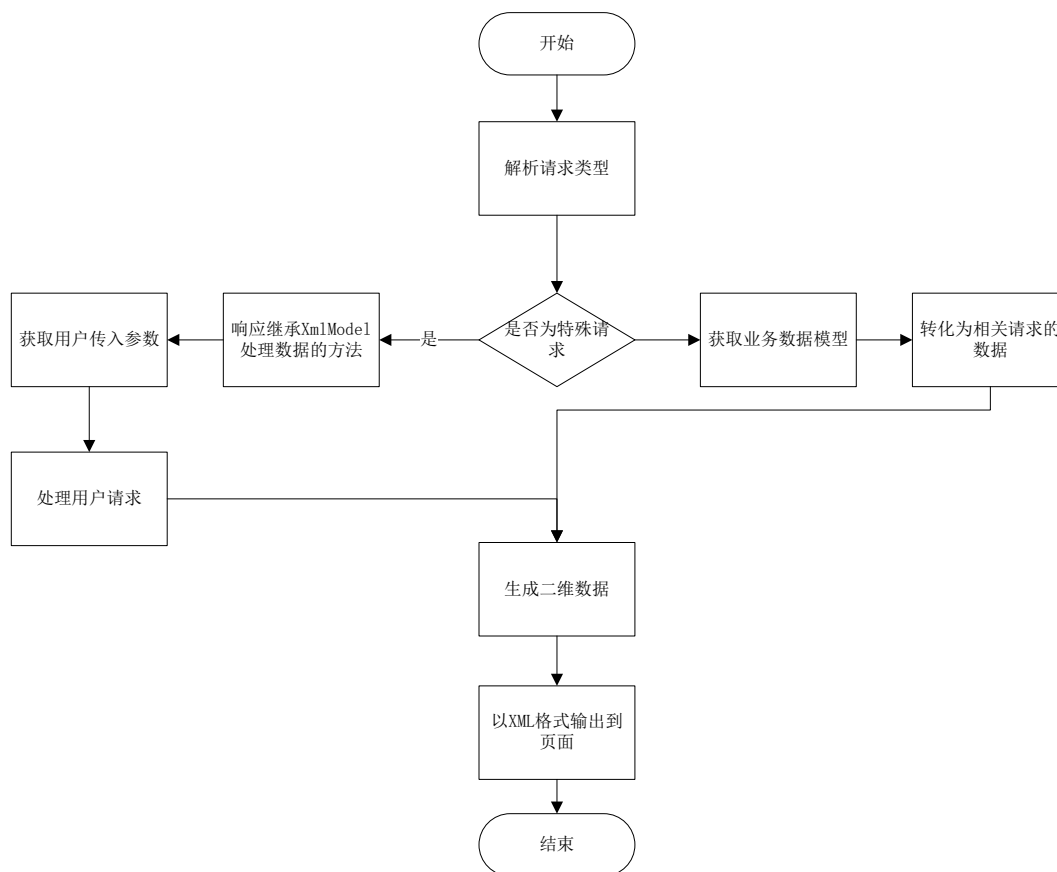 开始
解析请求类型
获取用户传入参数
响应继承XmlModel
处理数据的方法
是
是否为特殊请
求
获取业务数据模型
转化为相关请求的
数据
处理用户请求
生成二维数据
以XML格式输出到
页面
结束